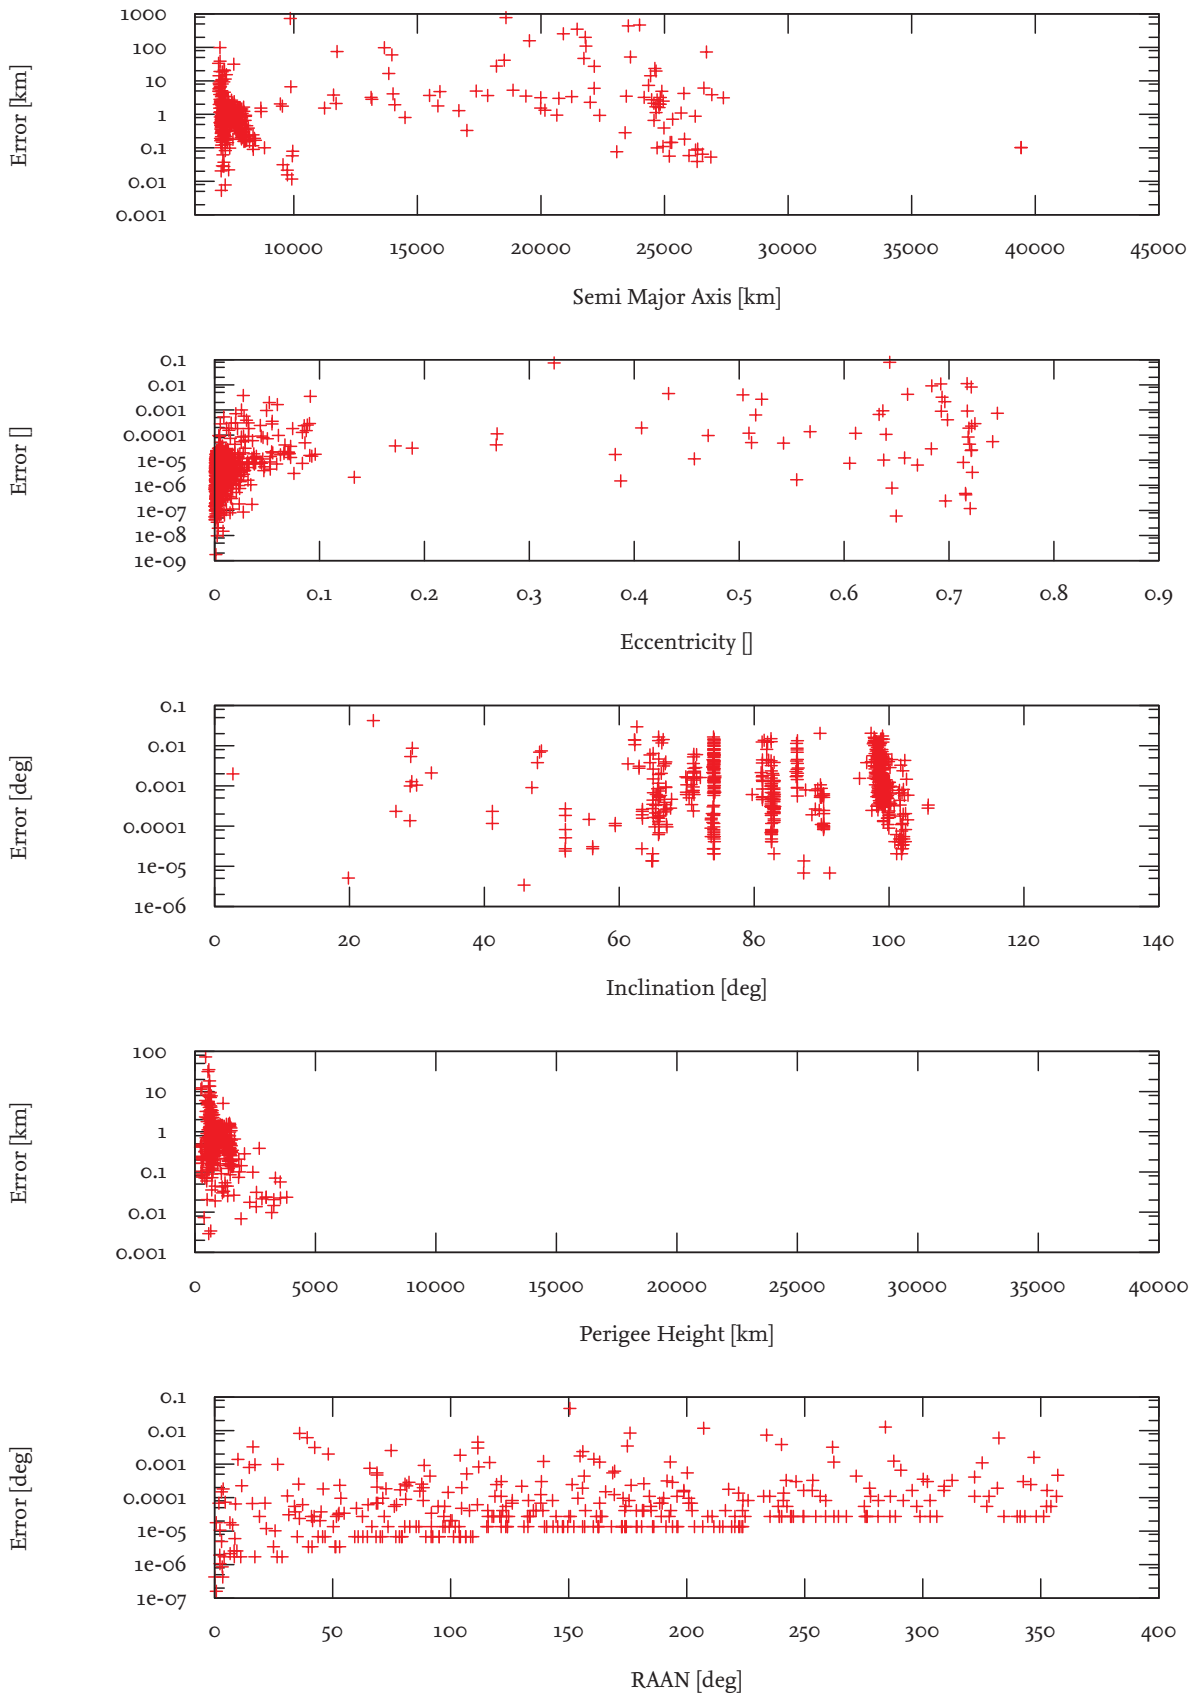 1000
100
10
1
0.1
0.01
0.001
Error [km]
10000 15000 20000 25000 30000 35000 40000 45000
Semi Major Axis [km]
0.1
0.01
0.001
0.0001
1e-05
1e-06
1e-07
1e-08
1e-09
Error []
0 0.1 0.2 0.3 0.4 0.5 0.6 0.7 0.8 0.9
Eccentricity []
0.1
0.01
0.001
0.0001
1e-05
1e-06
Error [deg]
0 20 40 60 80 100 120 140
Inclination [deg]
100
10
1
0.1
0.01
0.001
Error [km]
0 5000 10000 15000 20000 25000 30000 35000 40000
Perigee Height [km]
0.1
0.01
0.001
0.0001
1e-05
1e-06
1e-07
Error [deg]
0 50 100 150 200 250 300 350 400
RAAN [deg]